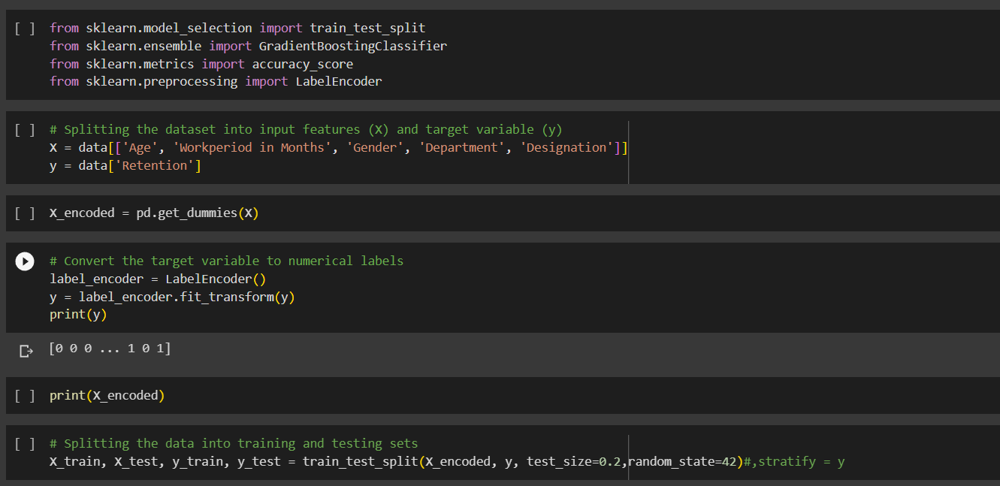 [ ] from sklearn.model_selection import train_test_split
from sklearn.ensemble import GradientBoostingClassifier
from sklearn.metrics import accuracy_score
from sklearn.preprocessing import LabelEncoder
[ ] # Splitting the dataset into input features (X) and target variable (y)
X = data[['Age', 'Workperiod in Months', 'Gender', 'Department', 'Designation']]
y = data['Retention']
[ ] X_encoded = pd.get_dummies(X)
# Convert the target variable to numerical labels
label_encoder = LabelEncoder()
y = label_encoder.fit_transform(y)
print(y)
[0 0 0 ... 1 0 1]
[ ] print(X_encoded)
[ ] # Splitting the data into training and testing sets
X_train, X_test, y_train, y_test = train_test_split(X_encoded, y, test_size=0.2,random_state=42)#,stratify = y